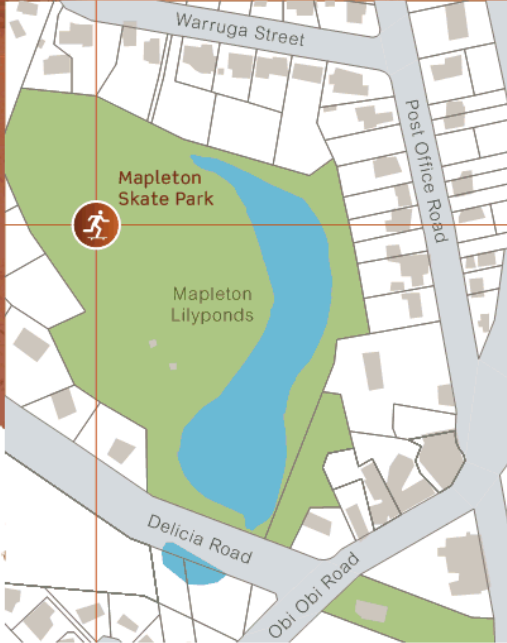 Warruga Street
Post Office Road
Mapleton
Skate Park
Mapleton
Lilyponds
Delicia Road
Obi Obi Road